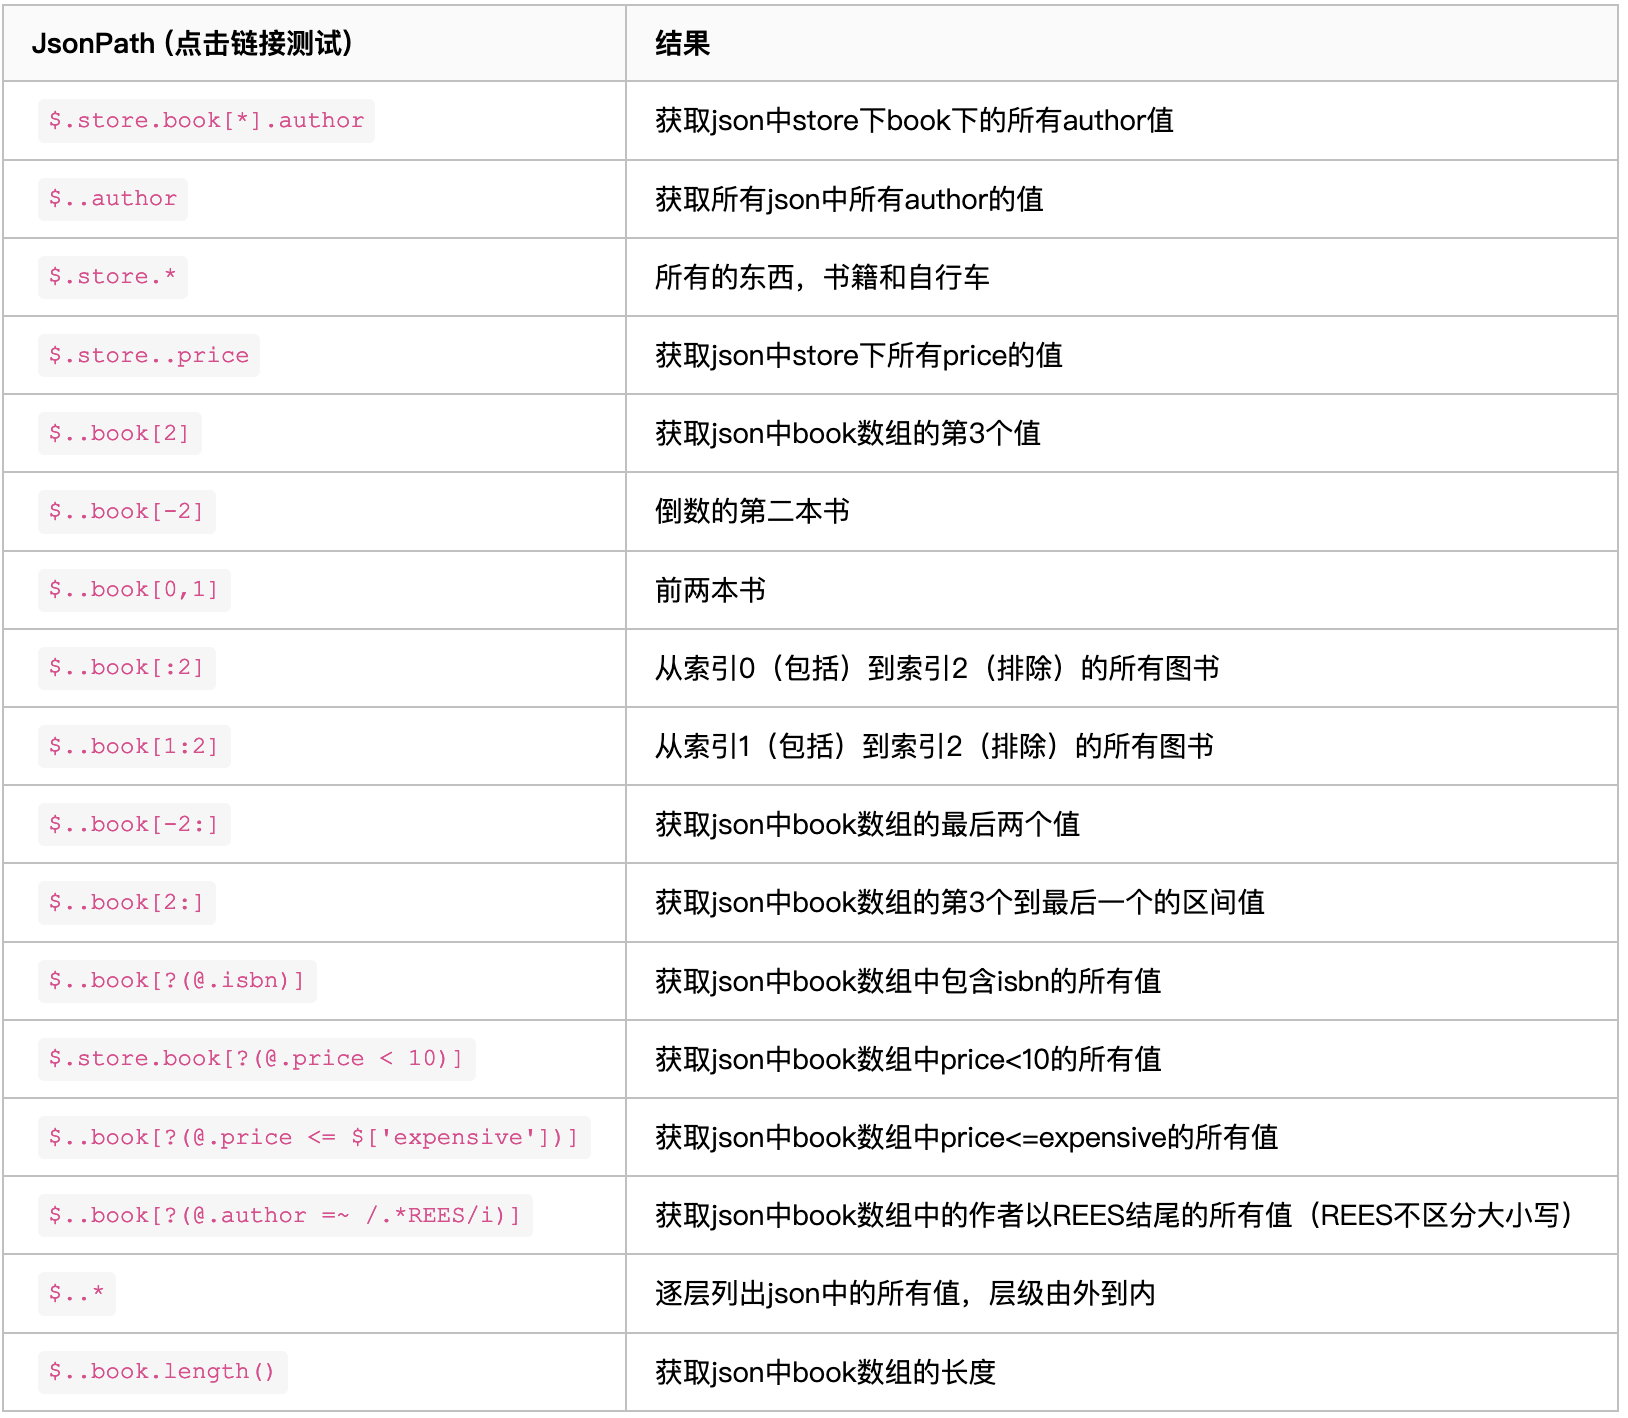 JsonPath (点击链接测试)
结果
$.store.book[*].author
获取json中store下book下的所有author值
$..author
获取所有json中所有author的值
$.store.*
所有的东西，书籍和自行车
$.store..price
获取json中store下所有price的值
$..book[2]
获取json中book数组的第3个值
$..book[-2]
倒数的第二本书
$..book[0,1]
前两本书
$..book[:2]
从索引0（包括）到索引2（排除）的所有图书
$..book[1:2]
从索引1（包括）到索引2（排除）的所有图书
$..book[-2:]
获取json中book数组的最后两个值
$..book[2:]
获取json中book数组的第3个到最后一个的区间值
$..book[?(@.isbn)]
获取json中book数组中包含isbn的所有值
$.store.book[?(@.price < 10)]
获取json中book数组中price<10的所有值
$..book[?(@.price <= $['expensive'])]
获取json中book数组中price<=expensive的所有值
$..book[?(@.author =~ /.*REES/i)]
获取json中book数组中的作者以REES结尾的所有值（REES不区分大小写）
$..*
逐层列出json中的所有值，层级由外到内
$..book.length()
获取json中book数组的长度